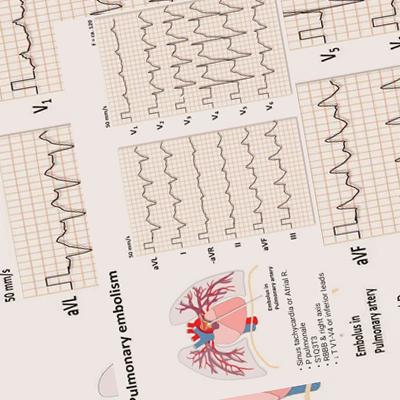 V1
V5
F = ca. 120
50 mm/s
V1
V2
V3
V4
V5
V6
50 mm/s
aVL
I
-aVR
II
aVF
III
50 mm/s
aVL
aVF
Pulmonary embolism
Embolus in
Pulmonary artery
• Sinus tachycardia or Atrial R.
• P pulmonale
• S1Q3T3
• RBBB & right axis
• ↓ T V1-V4 or inferior leads
Embolus in
Pulmonary artery